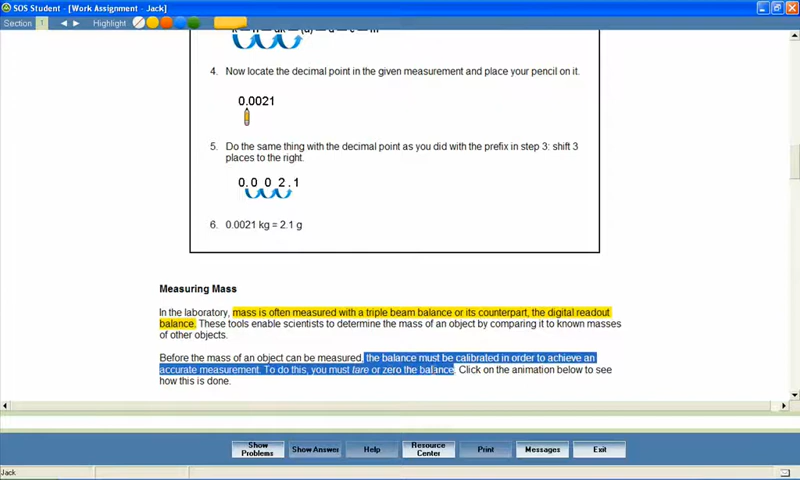 SOS Student - [Work Assignment - Jack]
Section 1 Highlight
4. Now locate the decimal point in the given measurement and place your pencil on it.
0.0021
5. Do the same thing with the decimal point as you did with the prefix in step 3: shift 3
places to the right.
0.0 0 2.1
6. 0.0021 kg = 2.1 g
Measuring Mass
In the laboratory, mass is often measured with a triple beam balance or its counterpart, the digital readout
balance. These tools enable scientists to determine the mass of an object by comparing it to known masses
of other objects.
Before the mass of an object can be measured, the balance must be calibrated in order to achieve an
accurate measurement. To do this, you must tare or zero the balance. Click on the animation below to see
how this is done.
Show Problems Show Answer Help Resource Center Print Messages Exit
Jack